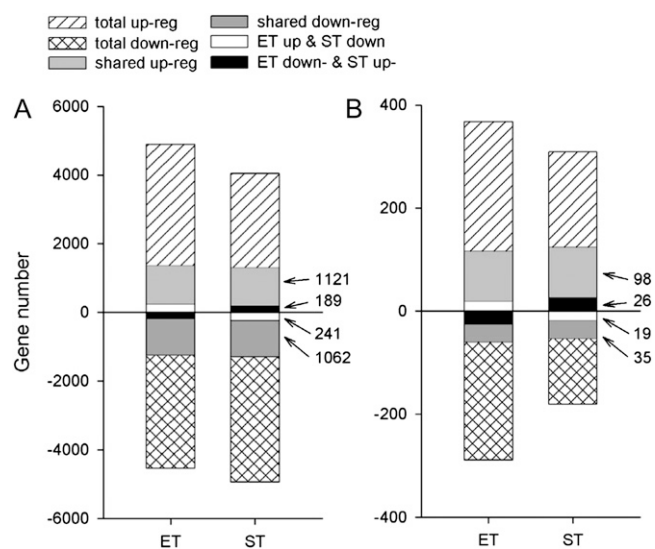 total up-reg
total down-reg
shared up-reg
shared down-reg
ET up & ST down
ET down- & ST up-
A
Gene number
6000
4000
2000
0
-2000
-4000
-6000
1121
189
241
1062
ET
ST
B
400
200
0
-200
-400
98
26
19
35
ET
ST